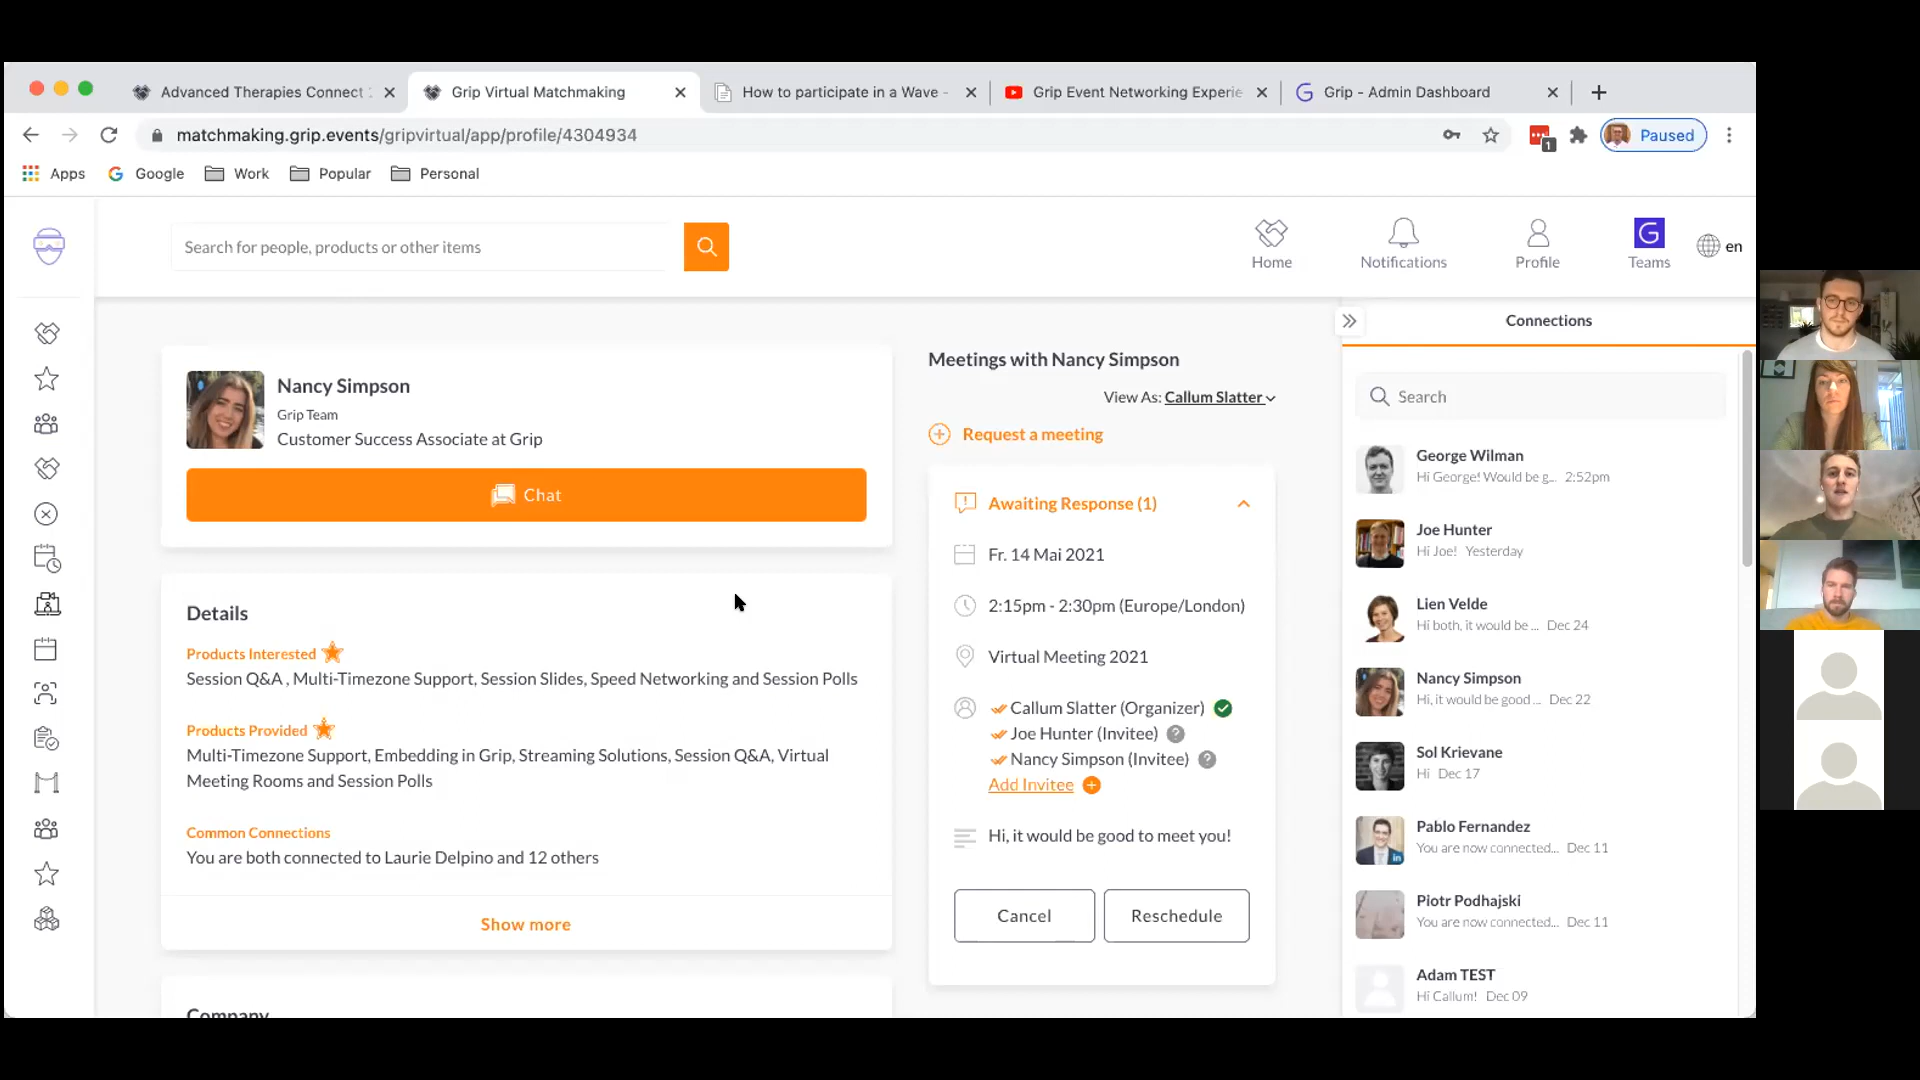 Advanced Therapies Connect
Grip Virtual Matchmaking
How to participate in a Wave -
Grip Event Networking Experie
Grip - Admin Dashboard
matchmaking.grip.events/gripvirtual/app/profile/4304934
1
Paused
Apps
Google
Work
Popular
Personal
Search for people, products or other items
Home
Notifications
Profile
G
Teams
en
Connections
Nancy Simpson
Grip Team
Customer Success Associate at Grip
Chat
Details
Products Interested
Session Q&A , Multi-Timezone Support, Session Slides, Speed Networking and Session Polls
Products Provided
Multi-Timezone Support, Embedding in Grip, Streaming Solutions, Session Q&A, Virtual
Meeting Rooms and Session Polls
Common Connections
You are both connected to Laurie Delpino and 12 others
Show more
Company
Meetings with Nancy Simpson
View As: Callum Slatter
Request a meeting
Awaiting Response (1)
Fr. 14 Mai 2021
2:15pm - 2:30pm (Europe/London)
Virtual Meeting 2021
Callum Slatter (Organizer)
Joe Hunter (Invitee) ?
Nancy Simpson (Invitee) ?
Add Invitee
Hi, it would be good to meet you!
Cancel
Reschedule
Search
George Wilman
Hi George! Would be g... 2:52pm
Joe Hunter
Hi Joe! Yesterday
Lien Velde
Hi both, it would be ... Dec 24
Nancy Simpson
Hi, it would be good ... Dec 22
Sol Krievane
Hi Dec 17
Pablo Fernandez
You are now connected... Dec 11
in
Piotr Podhajski
You are now connected... Dec 11
Adam TEST
Hi Callum! Dec 09